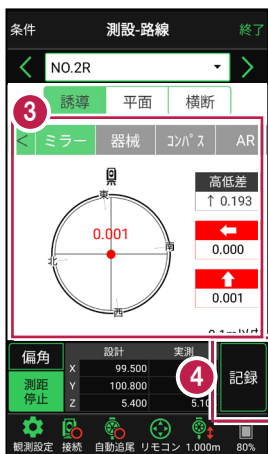 条件 測設-路線 終了
< NO.2R >
3
誘導 平面 横断
< ミラー 器械 コンパス AR
高低差
↑ 0.193
東
0.001
南
0.000
北
西
0.001
偏角 設計 実測
X 99.500
測距停止 Y 100.800
Z 5.400 5.10
4
記録
観測設定 接続 自動追尾 リモコン 1.000m 80%